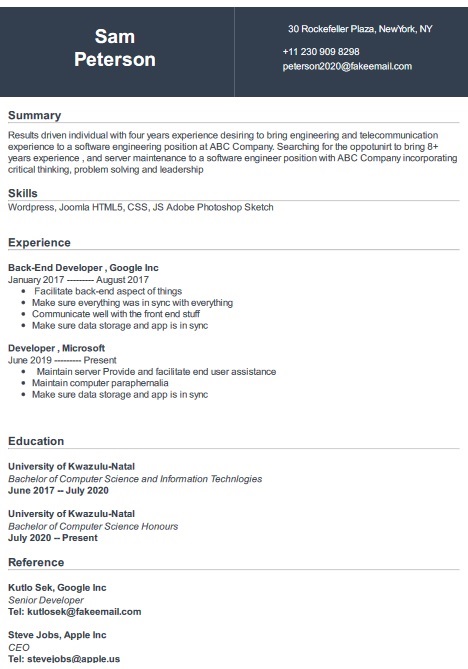 Sam
Peterson
30 Rockefeller Plaza, NewYork, NY
+11 230 909 8298
peterson2020@fakeemail.com
Summary
Results driven individual with four years experience desiring to bring engineering and telecommunication
experience to a software engineering position at ABC Company. Searching for the oppotunirt to bring 8+
years experience , and server maintenance to a software engineer position with ABC Company incorporating
critical thinking, problem solving and leadership
Skills
Wordpress, Joomla HTML5, CSS, JS Adobe Photoshop Sketch
Experience
Back-End Developer , Google Inc
January 2017 --------- August 2017
• Facilitate back-end aspect of things
• Make sure everything was in sync with everything
• Communicate well with the front end stuff
• Make sure data storage and app is in sync
Developer , Microsoft
June 2019 --------- Present
• Maintain server Provide and facilitate end user assistance
• Maintain computer paraphemalia
• Make sure data storage and app is in sync
Education
University of Kwazulu-Natal
Bachelor of Computer Science and Information Technlogies
June 2017 -- July 2020
University of Kwazulu-Natal
Bachelor of Computer Science Honours
July 2020 -- Present
Reference
Kutlo Sek, Google Inc
Senior Developer
Tel: kutlosek@fakeemail.com
Steve Jobs, Apple Inc
CEO
Tel: stevejobs@apple.us